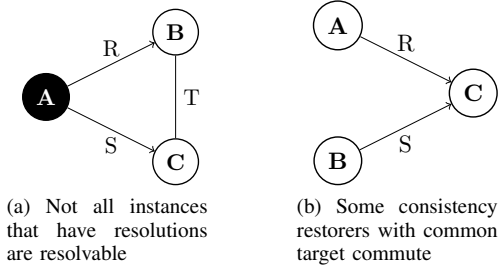 A
R
B
T
S
C
A
R
C
B
S
(a) Not all instances
that have resolutions
are resolvable
(b) Some consistency
restorers with common
target commute